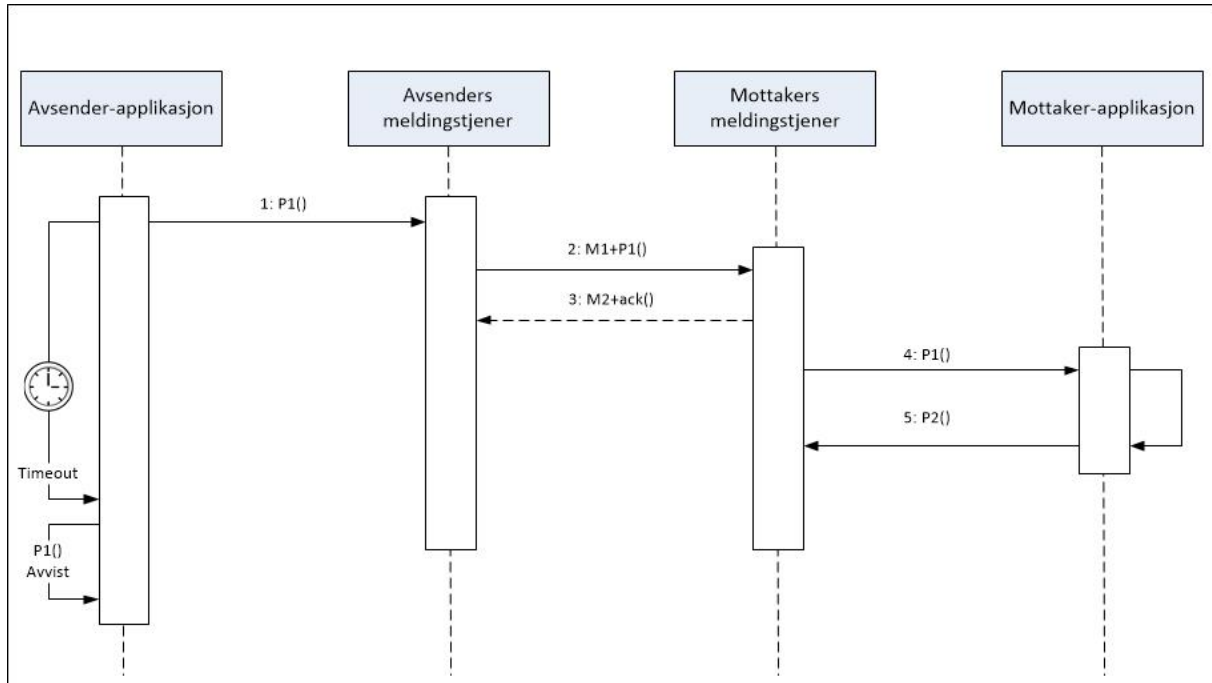 Avsender-applikasjon
Avsenders
meldingstjener
Mottakers
meldingstjener
Mottaker-applikasjon
1: P1()
2: M1+P1()
3: M2+ack()
4: P1()
5: P2()
Timeout
P1()
Avvist